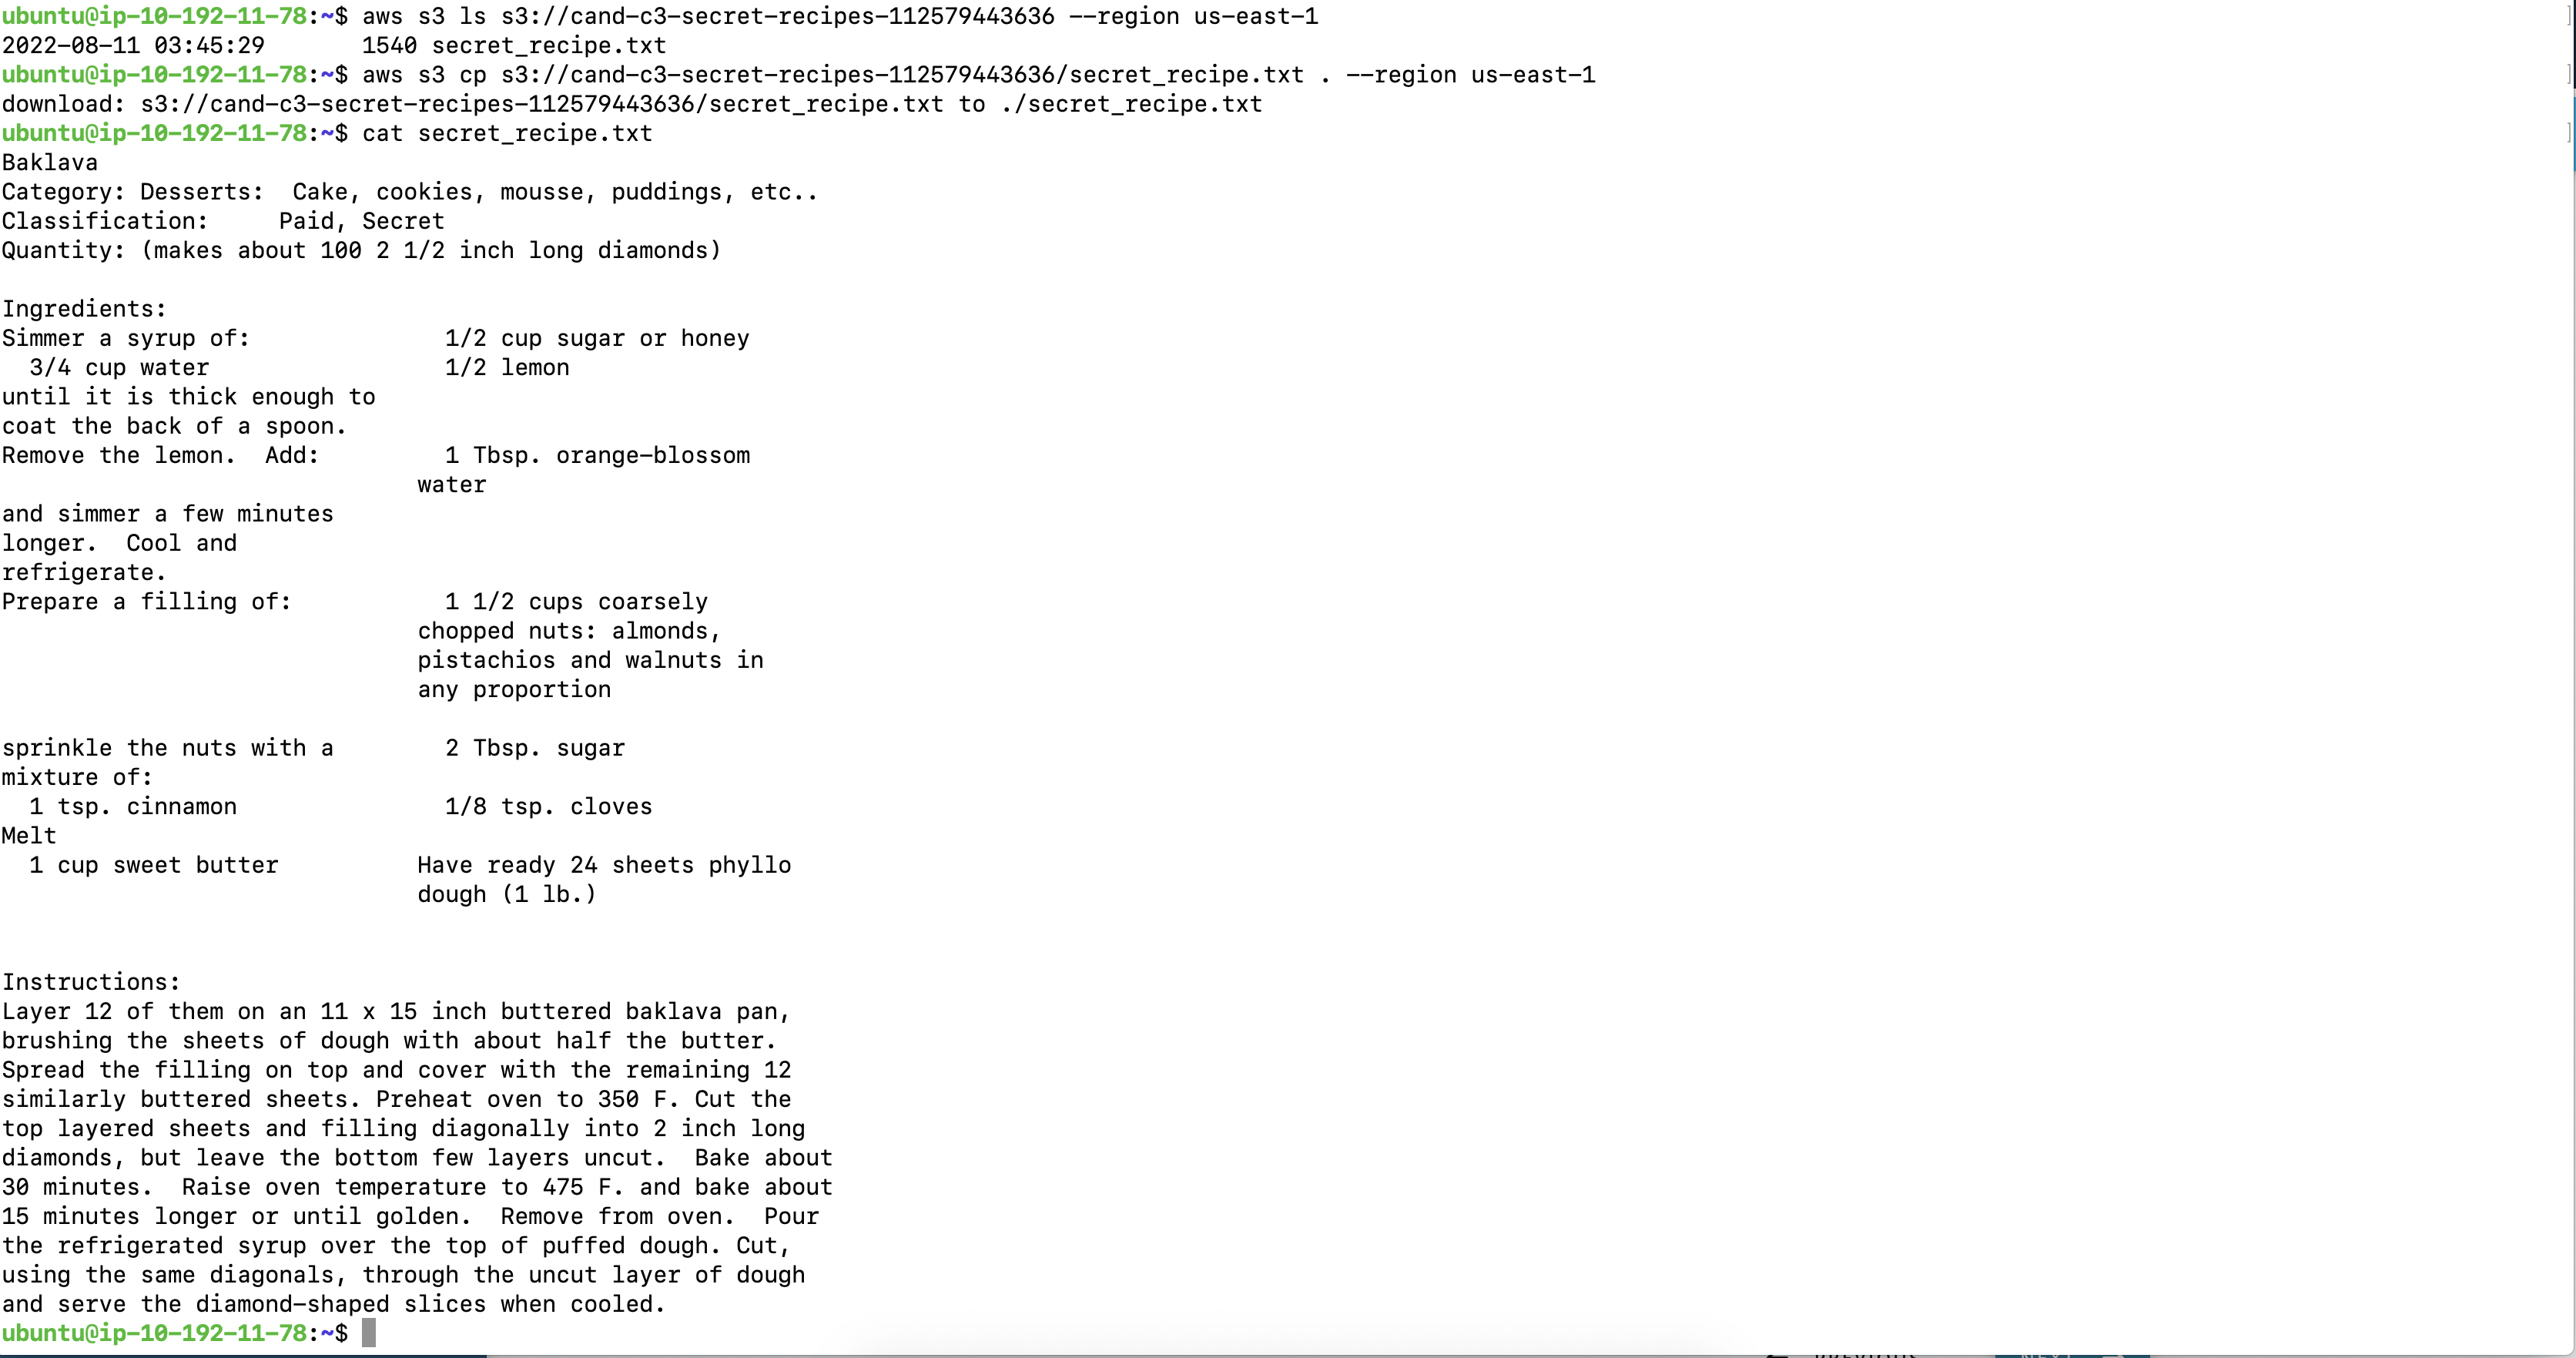 ubuntu@ip-10-192-11-78:~$ aws s3 ls s3://cand-c3-secret-recipes-112579443636 --region us-east-1
2022-08-11 03:45:29       1540 secret_recipe.txt
ubuntu@ip-10-192-11-78:~$ aws s3 cp s3://cand-c3-secret-recipes-112579443636/secret_recipe.txt . --region us-east-1
download: s3://cand-c3-secret-recipes-112579443636/secret_recipe.txt to ./secret_recipe.txt
ubuntu@ip-10-192-11-78:~$ cat secret_recipe.txt
Baklava
Category: Desserts:  Cake, cookies, mousse, puddings, etc..
Classification:     Paid, Secret
Quantity: (makes about 100 2 1/2 inch long diamonds)

Ingredients:
Simmer a syrup of:              1/2 cup sugar or honey
  3/4 cup water                 1/2 lemon
until it is thick enough to
coat the back of a spoon.
Remove the lemon.  Add:         1 Tbsp. orange-blossom
                              water
and simmer a few minutes
longer.  Cool and
refrigerate.
Prepare a filling of:           1 1/2 cups coarsely
                              chopped nuts: almonds,
                              pistachios and walnuts in
                              any proportion

sprinkle the nuts with a        2 Tbsp. sugar
mixture of:
  1 tsp. cinnamon               1/8 tsp. cloves
Melt
  1 cup sweet butter          Have ready 24 sheets phyllo
                              dough (1 lb.)

Instructions:
Layer 12 of them on an 11 x 15 inch buttered baklava pan,
brushing the sheets of dough with about half the butter.
Spread the filling on top and cover with the remaining 12
similarly buttered sheets. Preheat oven to 350 F. Cut the
top layered sheets and filling diagonally into 2 inch long
diamonds, but leave the bottom few layers uncut.  Bake about
30 minutes.  Raise oven temperature to 475 F. and bake about
15 minutes longer or until golden.  Remove from oven.  Pour
the refrigerated syrup over the top of puffed dough. Cut,
using the same diagonals, through the uncut layer of dough
and serve the diamond-shaped slices when cooled.
ubuntu@ip-10-192-11-78:~$